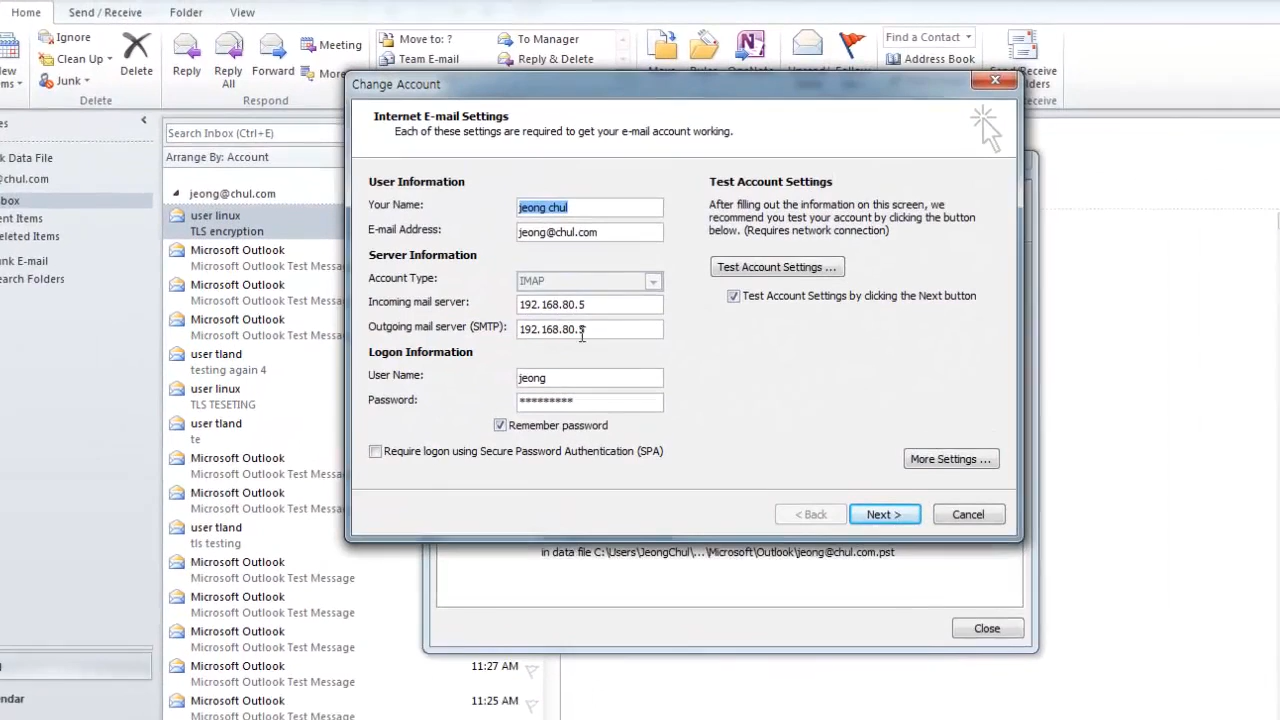 Home Send / Receive Folder View
Ignore
Clean Up
Junk
Delete
Reply
Reply All
Forward
Meeting
Move to: ?
Team E-mail
To Manager
Reply & Delete
Find a Contact
Address Book
Delete
Respond
Change Account
Internet E-mail Settings
Each of these settings are required to get your e-mail account working.
User Information
Your Name: jeong chul
E-mail Address: jeong@chul.com
Server Information
Account Type: IMAP
Incoming mail server: 192.168.80.5
Outgoing mail server (SMTP): 192.168.80.5
Logon Information
User Name: jeong
Password: *********
Remember password
Require logon using Secure Password Authentication (SPA)
Test Account Settings
After filling out the information on this screen, we
recommend you test your account by clicking the button
below. (Requires network connection)
Test Account Settings ...
Test Account Settings by clicking the Next button
More Settings ...
< Back Next > Cancel
in data file C:\Users\JeongChul\...\Microsoft\Outlook\jeong@chul.com.pst
Close
Search Inbox (Ctrl+E)
Arrange By: Account
jeong@chul.com
user linux
TLS encryption
Microsoft Outlook
Microsoft Outlook Test Message
Microsoft Outlook
Microsoft Outlook Test Message
Microsoft Outlook
Microsoft Outlook Test Message
user tland
testing again 4
user linux
TLS TESETING
user tland
te
Microsoft Outlook
Microsoft Outlook Test Message
Microsoft Outlook
Microsoft Outlook Test Message
user tland
tls testing
Microsoft Outlook
Microsoft Outlook Test Message
Microsoft Outlook
Microsoft Outlook Test Message
Microsoft Outlook
Microsoft Outlook Test Message
Microsoft Outlook 11:27 AM
Microsoft Outlook Test Message
Microsoft Outlook 11:25 AM
k Data File
chul.com
box
ent Items
eleted Items
nk E-mail
earch Folders
endar